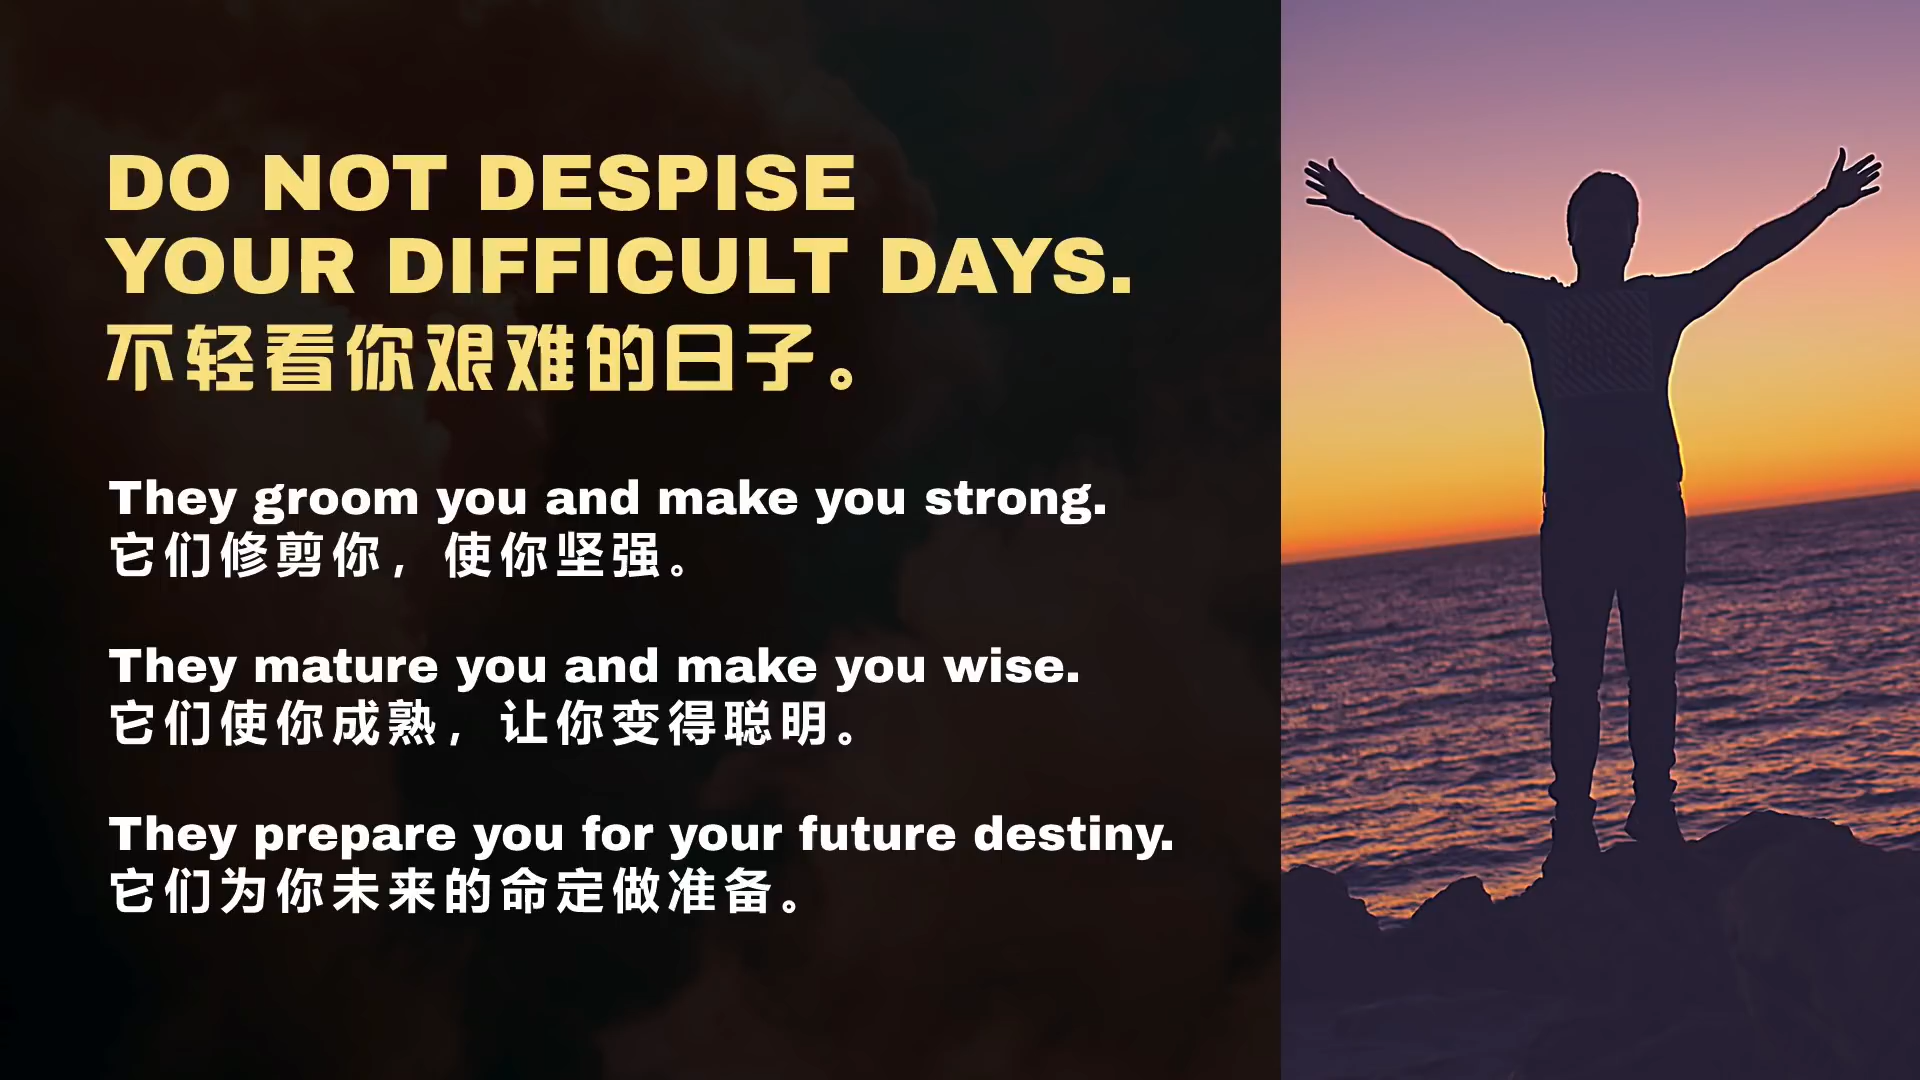 DO NOT DESPISE
YOUR DIFFICULT DAYS.
不轻看你艰难的日子。
They groom you and make you strong.
它们修剪你，使你坚强。
They mature you and make you wise.
它们使你成熟，让你变得聪明。
They prepare you for your future destiny.
它们为你未来的命定做准备。